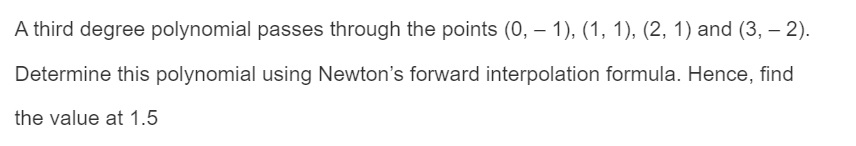 A third degree polynomial passes through the points (0, – 1), (1, 1), (2, 1) and (3, – 2).
Determine this polynomial using Newton’s forward interpolation formula. Hence, find
the value at 1.5